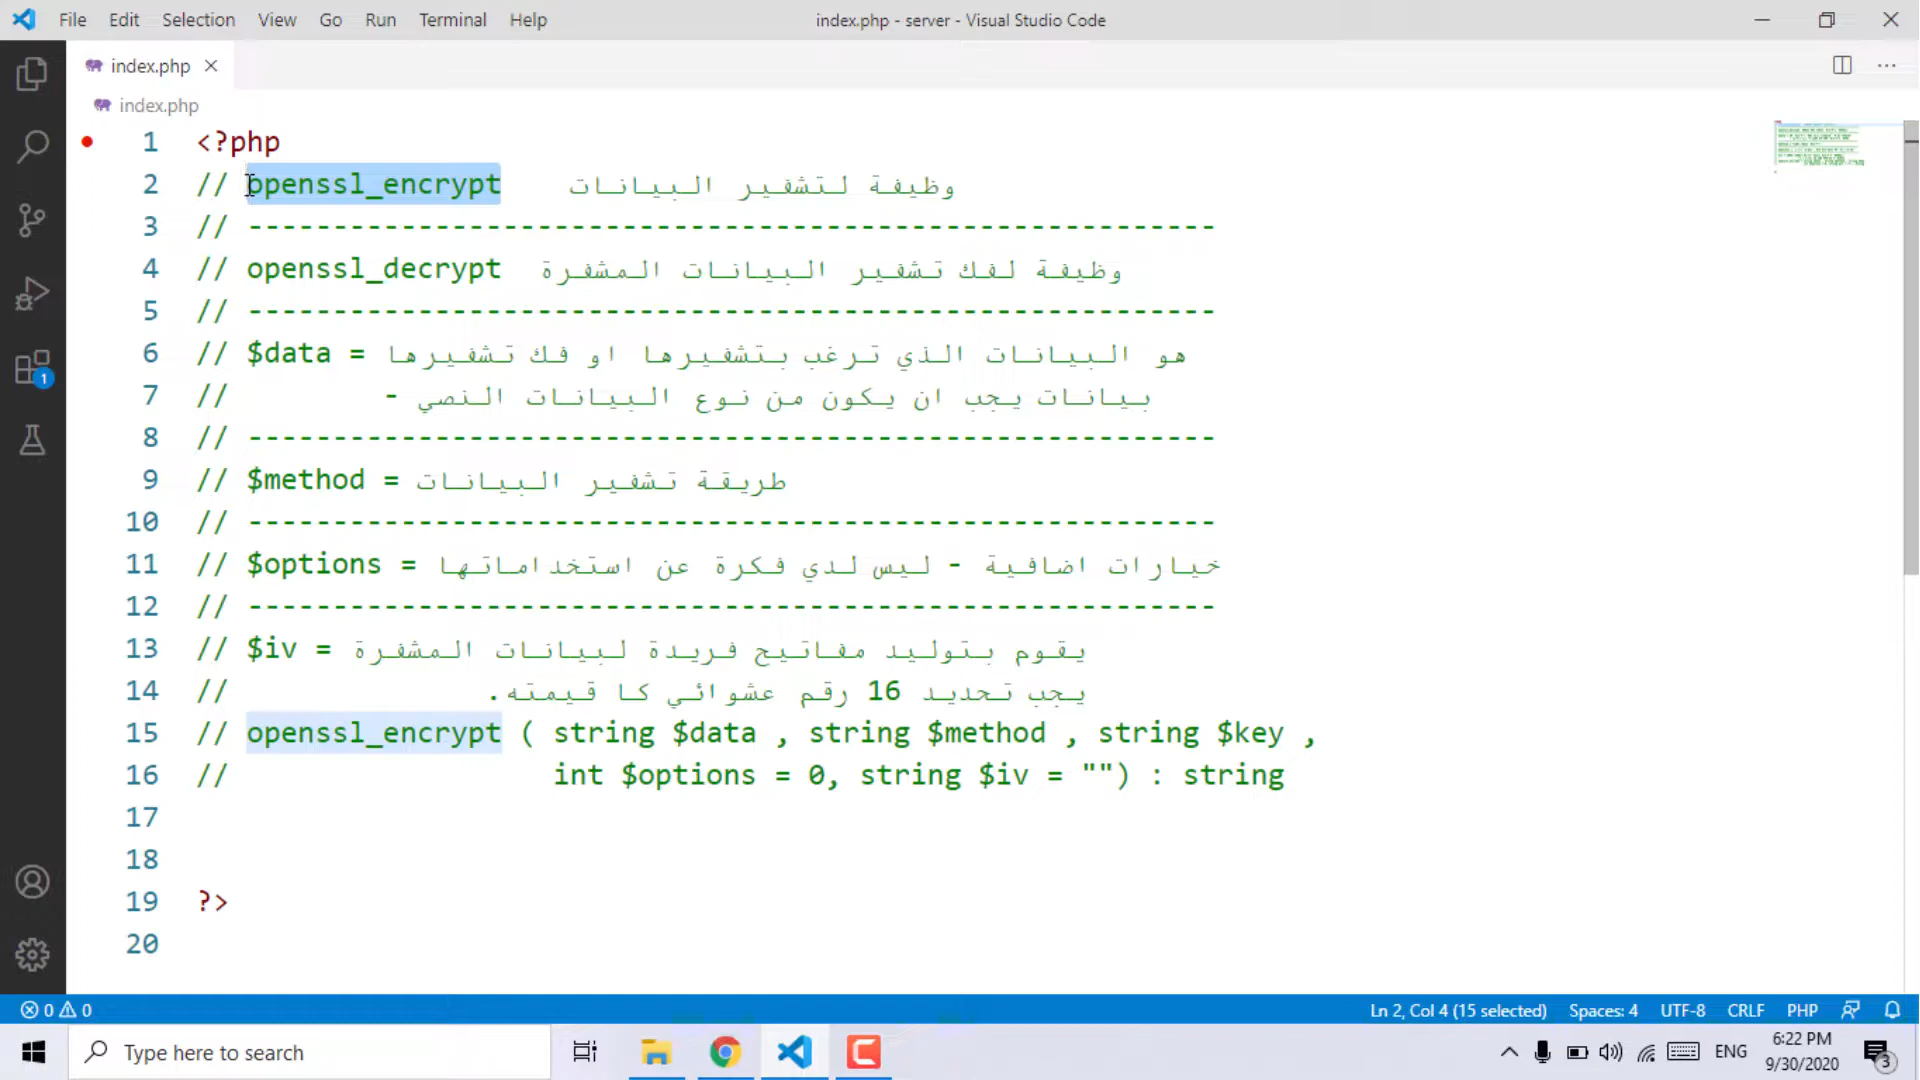 File Edit Selection View Go Run Terminal Help index.php - server - Visual Studio Code
index.php
index.php
1 <?php
2 // openssl_encrypt وظيفة لتشفير البيانات
3 // ---------------------------------------------------------
4 // openssl_decrypt وظيفة لفك تشفير البيانات المشفرة
5 // ---------------------------------------------------------
6 // $data = هو البيانات الذي ترغب بتشفيرها او فك تشفيرها
7 // بيانات يجب ان يكون من نوع البيانات النصي -
8 // ---------------------------------------------------------
9 // $method = طريقة تشفير البيانات
10 // ---------------------------------------------------------
11 // $options = خيارات اضافية - ليس لدي فكرة عن استخداماتها
12 // ---------------------------------------------------------
13 // $iv = يقوم بتوليد مفاتيح فريدة لبيانات المشفرة
14 // يجب تحديد 16 رقم عشوائي كا قيمته.
15 // openssl_encrypt ( string $data , string $method , string $key ,
16 // int $options = 0, string $iv = "") : string
17
18
19 ?>
20
1
0 0 Ln 2, Col 4 (15 selected) Spaces: 4 UTF-8 CRLF PHP
Type here to search ENG 6:22 PM
9/30/2020 3